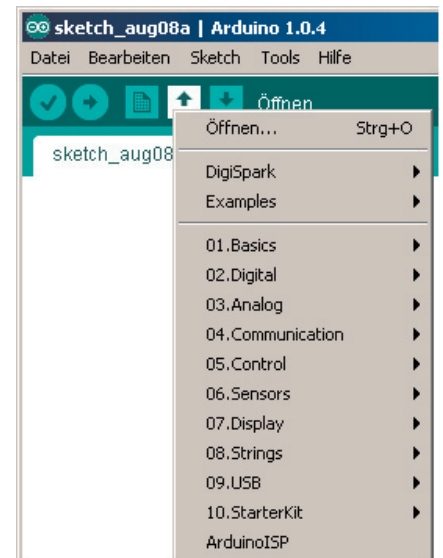 sketch_aug08a | Arduino 1.0.4
Datei Bearbeiten Sketch Tools Hilfe
Öffnen
sketch_aug08
Öffnen... Strg+O
DigiSpark
Examples
01.Basics
02.Digital
03.Analog
04.Communication
05.Control
06.Sensors
07.Display
08.Strings
09.USB
10.StarterKit
ArduinoISP